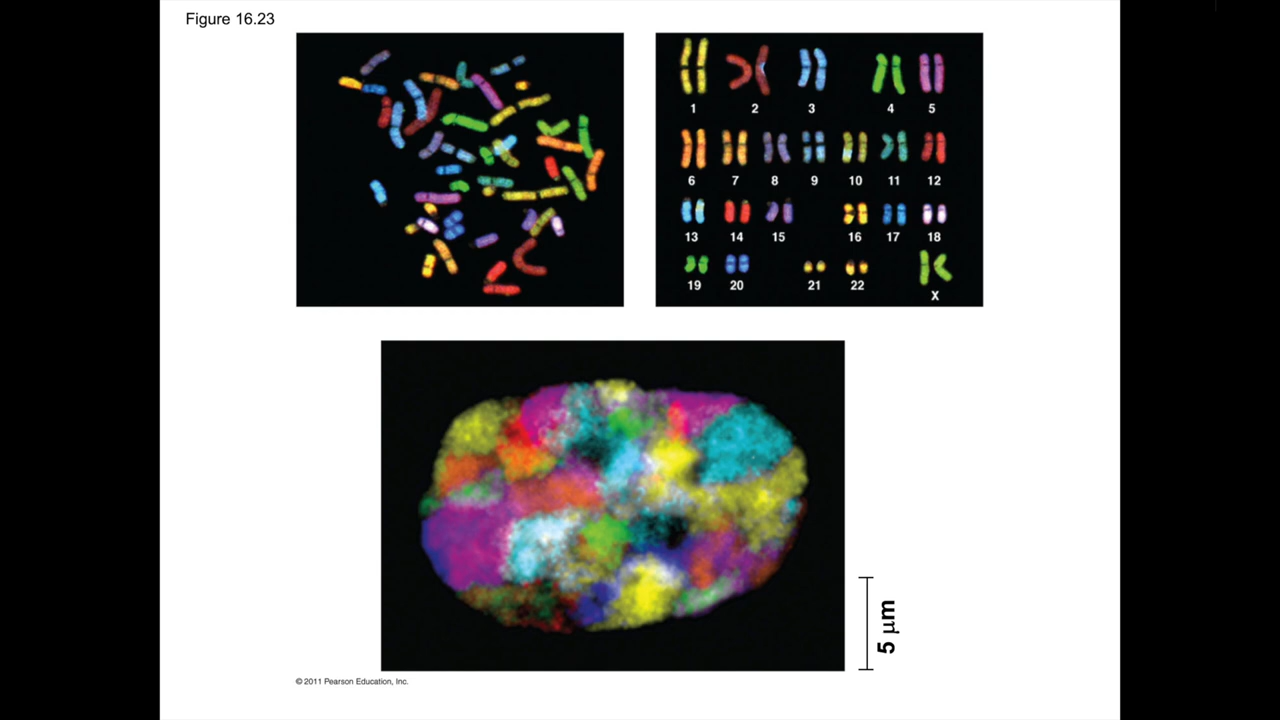 Figure 16.23
1 2 3 4 5
6 7 8 9 10 11 12
13 14 15 16 17 18
19 20 21 22 X
5 μm
© 2011 Pearson Education, Inc.